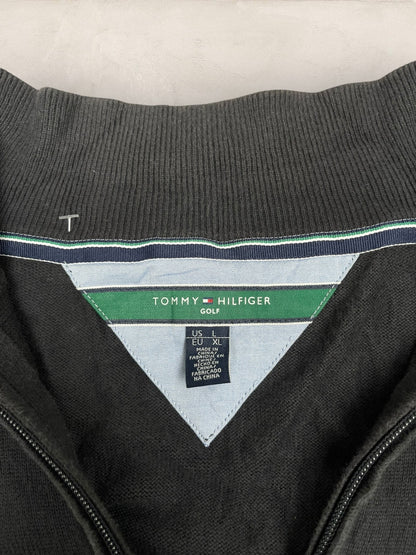 T
TOMMY HILFIGER
GOLF
US L
EU XL
MADE IN
CHINA
FABRIQUÉ EN
CHINE
HECHO EN
CHINA
FABRICADO
NA CHINA